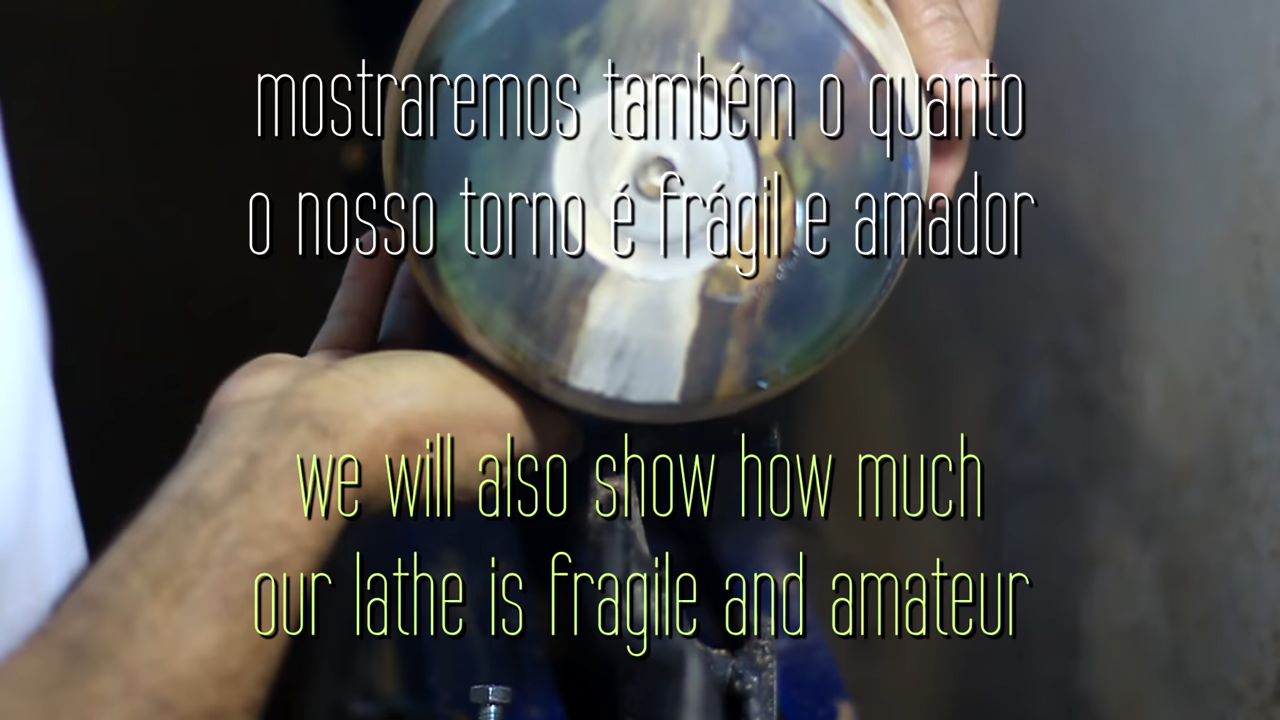 mostraremos também o quanto
o nosso torno é frágil e amador
we will also show how much
our lathe is fragile and amateur